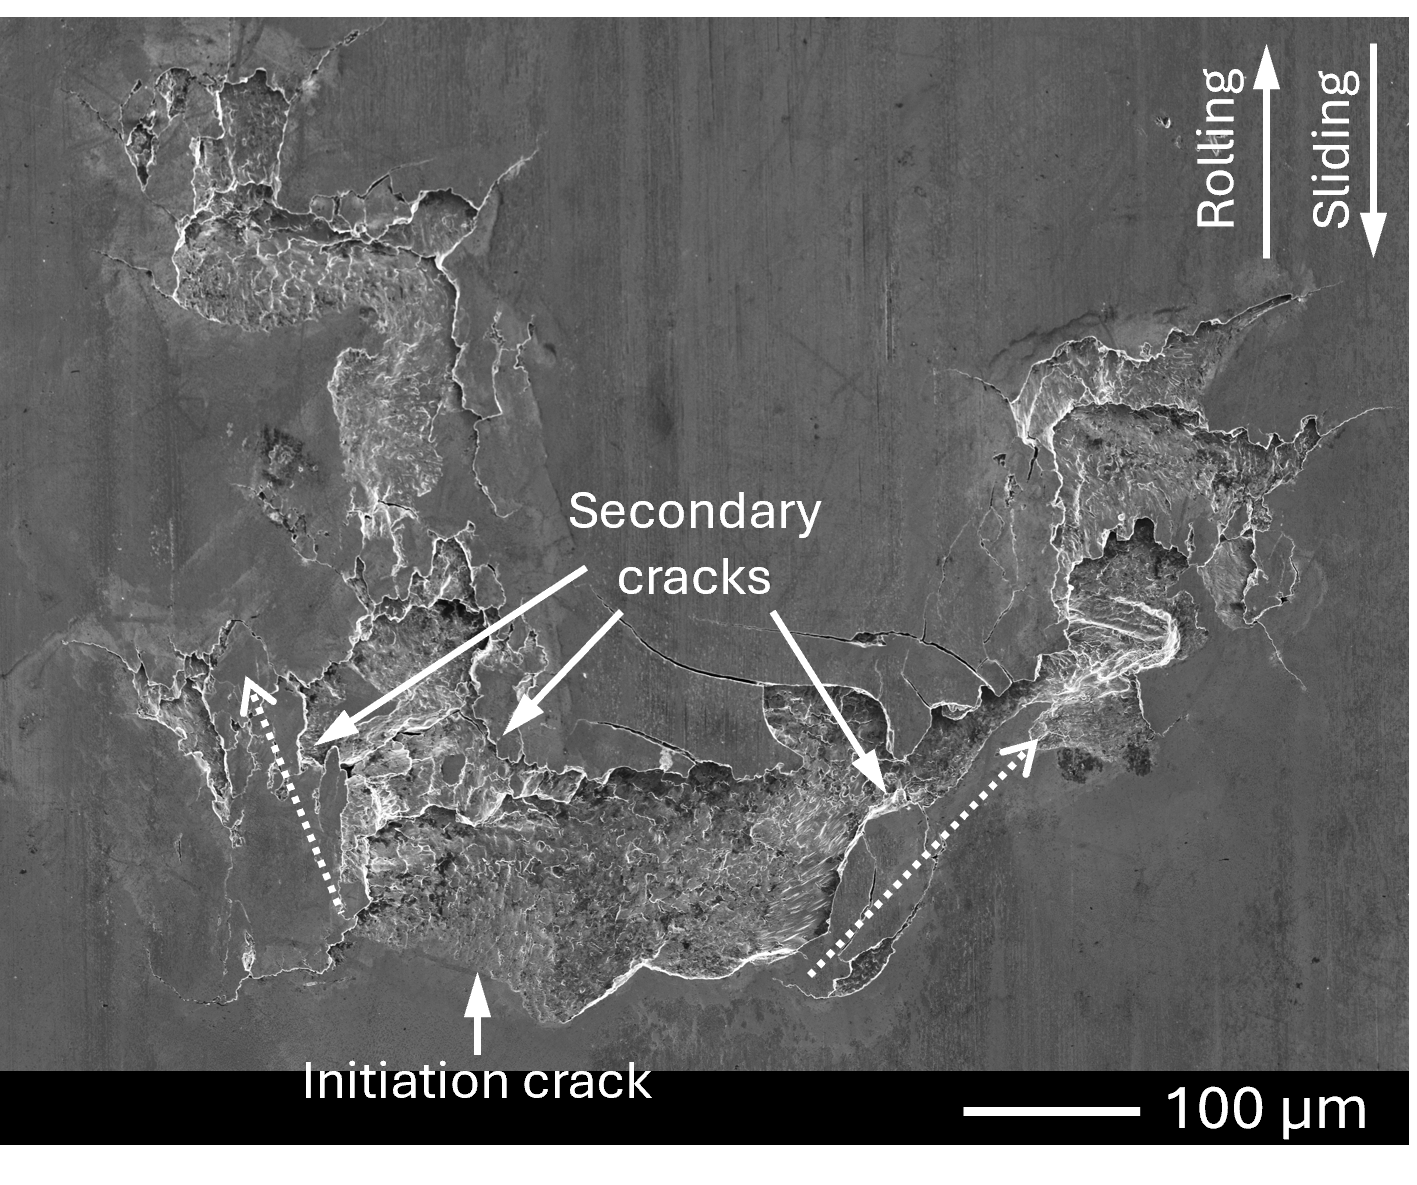 Rolling
Sliding
Secondary
cracks
Initiation crack
100 µm